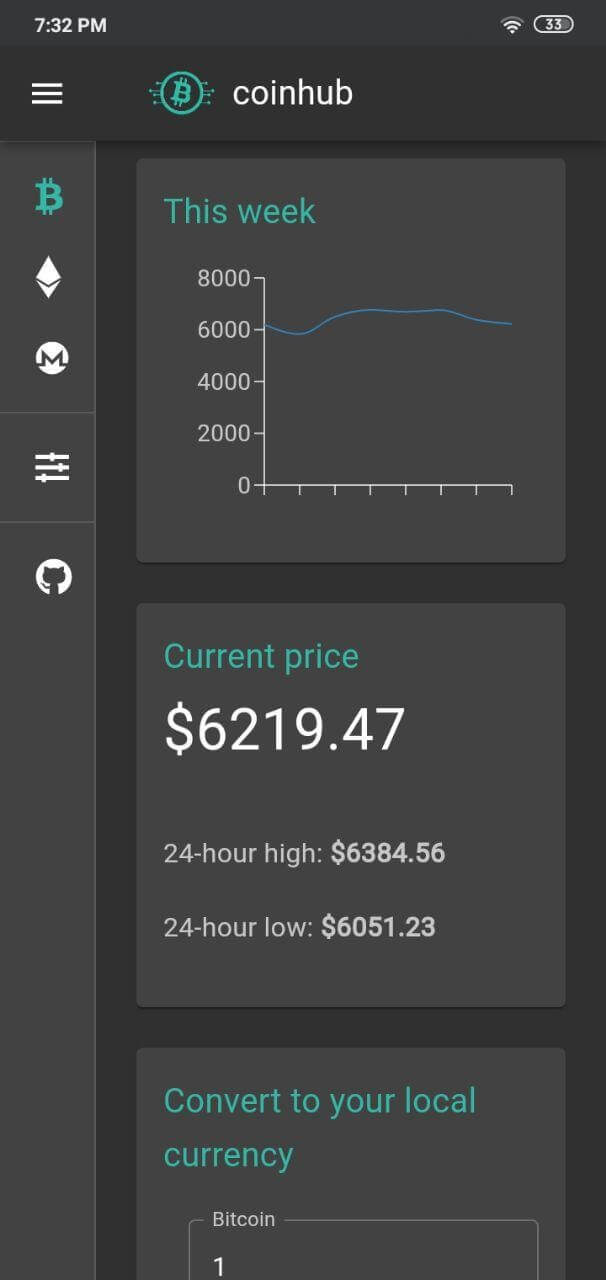 7:32 PM
33
coinhub
This week
8000
6000
4000
2000
0
Current price
$6219.47
24-hour high: $6384.56
24-hour low: $6051.23
Convert to your local
currency
Bitcoin
1